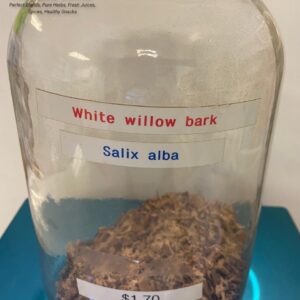 Perfect Blends, Pure Herbs, Fresh Juices,
Spices, Healthy Snacks
White willow bark
Salix alba
$1.70